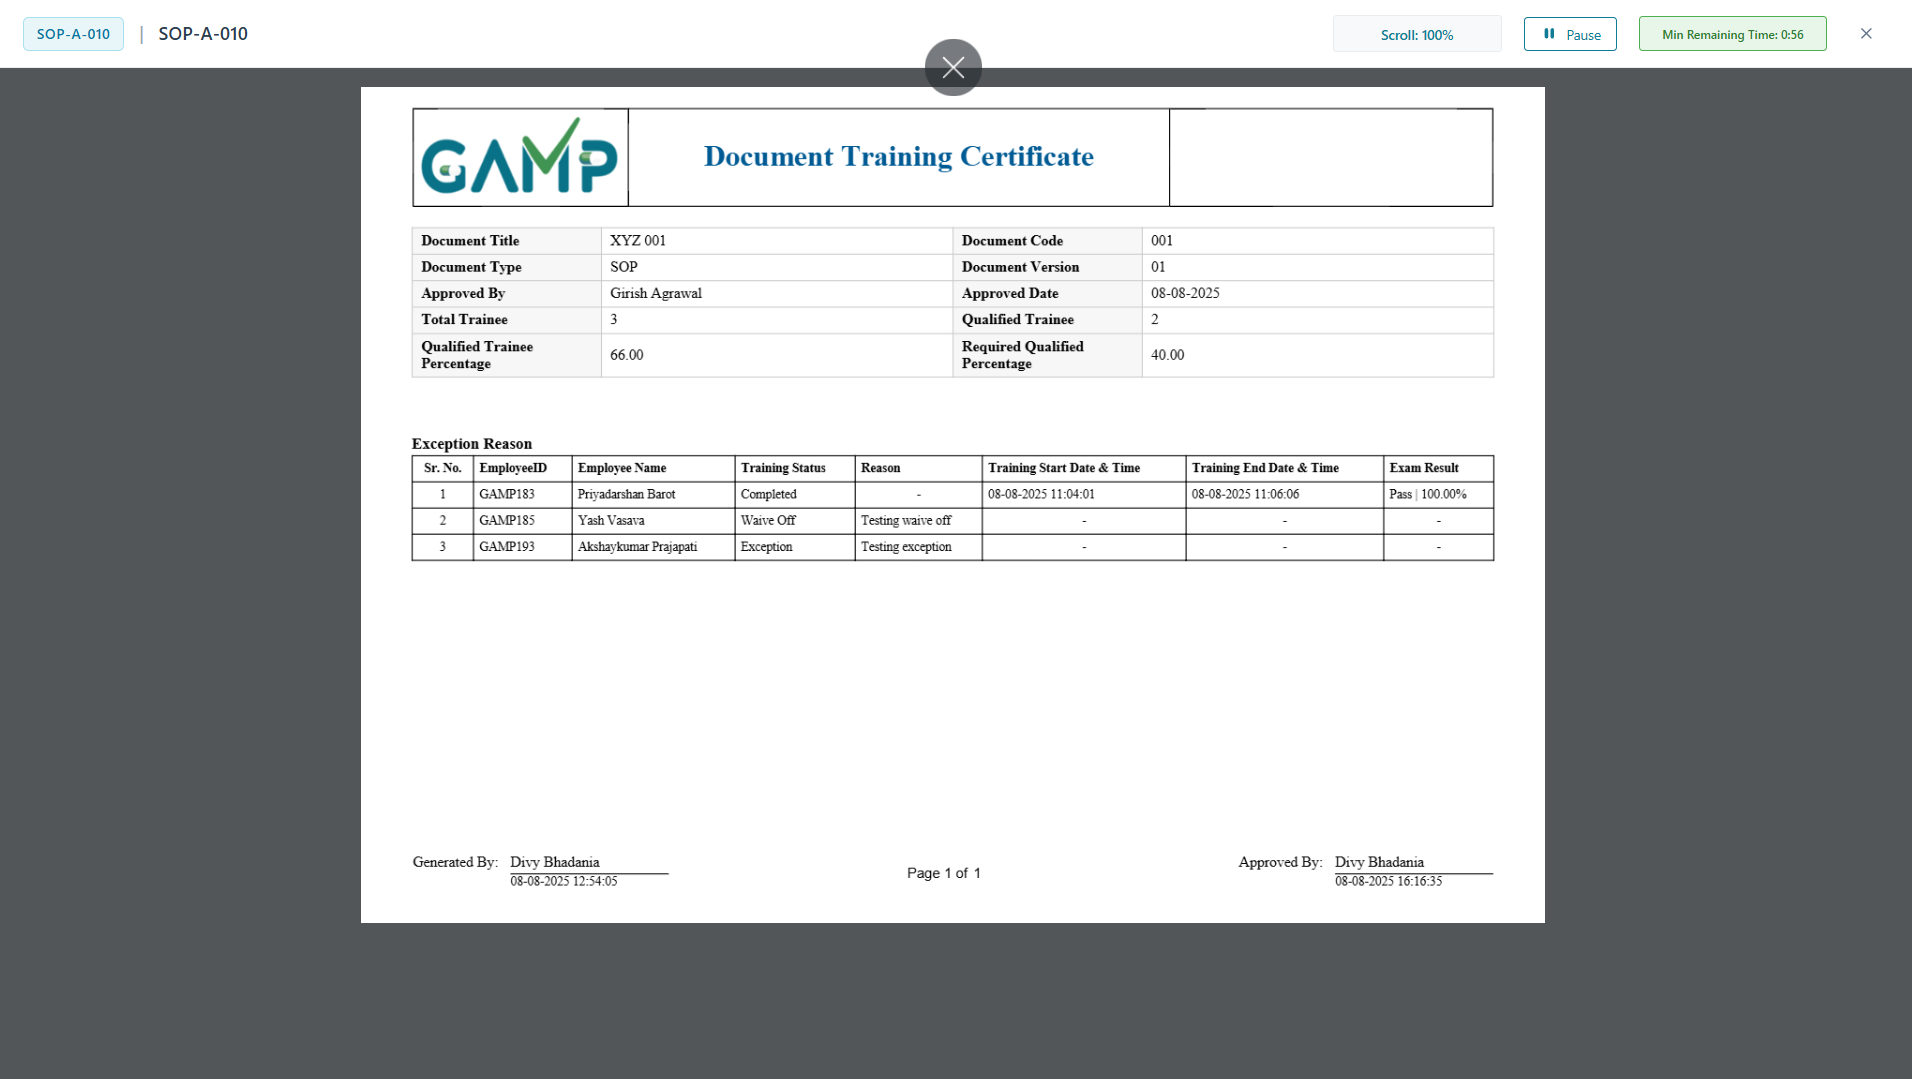 SOP-A-010 | SOP-A-010 Scroll: 100% Pause Min Remaining Time: 0:56
GAMP Document Training Certificate
Document Title XYZ 001 Document Code 001
Document Type SOP Document Version 01
Approved By Girish Agrawal Approved Date 08-08-2025
Total Trainee 3 Qualified Trainee 2
Qualified Trainee Percentage 66.00 Required Qualified Percentage 40.00
Exception Reason
Sr. No. EmployeeID Employee Name Training Status Reason Training Start Date & Time Training End Date & Time Exam Result
1 GAMP183 Priyadarshan Barot Completed - 08-08-2025 11:04:01 08-08-2025 11:06:06 Pass | 100.00%
2 GAMP185 Yash Vasava Waive Off Testing waive off - - -
3 GAMP193 Akshaykumar Prajapati Exception Testing exception - - -
Generated By: Divy Bhadania
08-08-2025 12:54:05
Page 1 of 1
Approved By: Divy Bhadania
08-08-2025 16:16:35